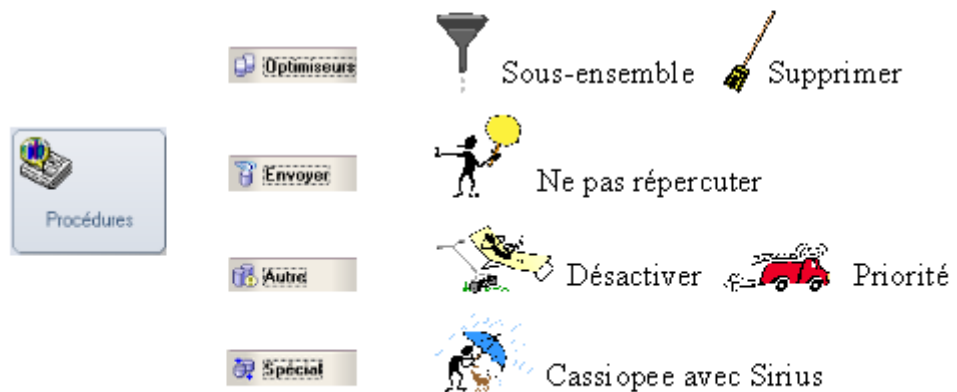 Optimiseurs
Sous-ensemble
Supprimer
Envoyer
Ne pas répercuter
Procédures
Autre
Désactiver
Priorité
Spécial
Cassiopee avec Sirius